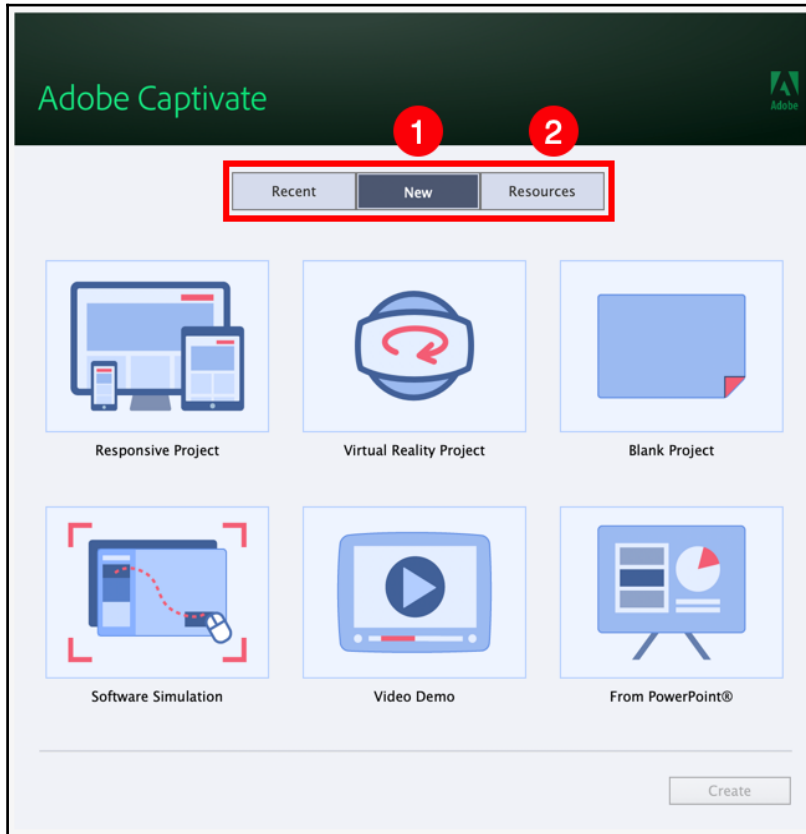 Adobe Captivate
Adobe
1 2
Recent New Resources
Responsive Project Virtual Reality Project Blank Project
Software Simulation Video Demo From PowerPoint®
Create